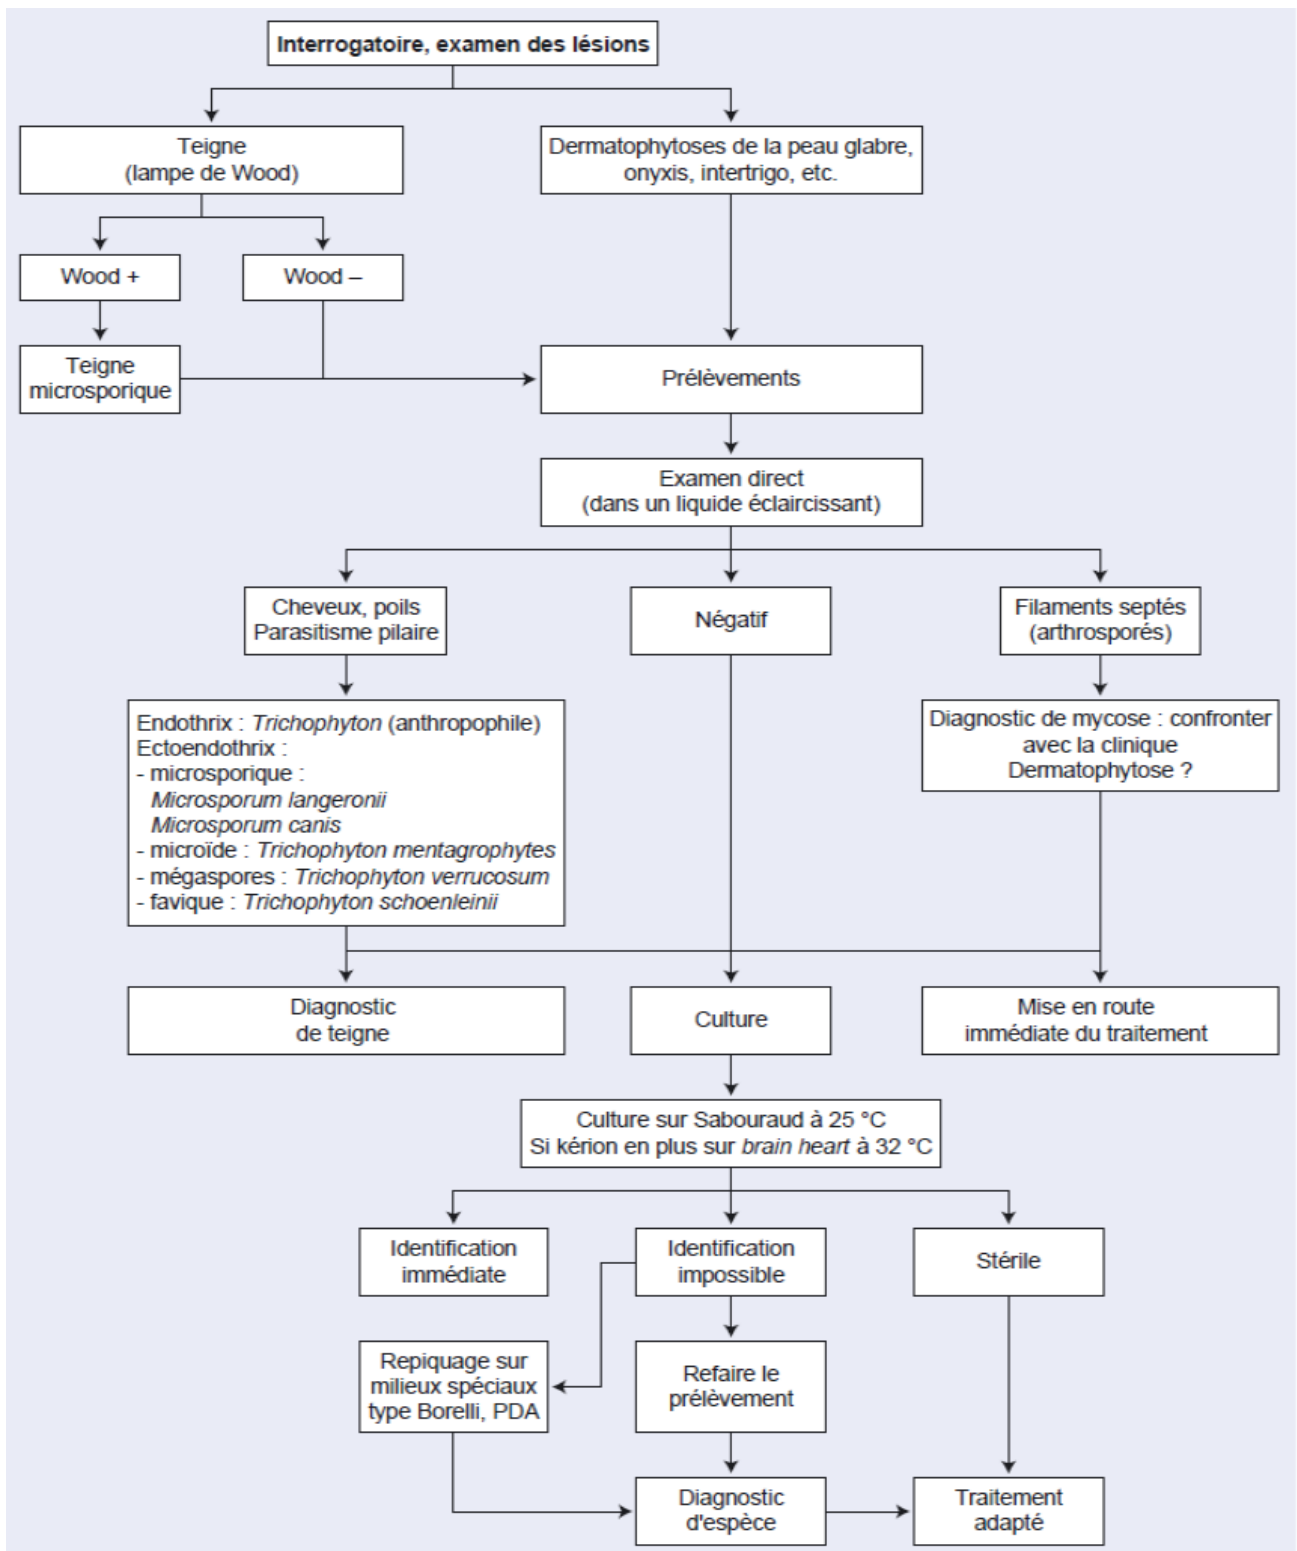 Interrogatoire, examen des lésions
Teigne
(lampe de Wood)
Dermatophytoses de la peau glabre,
onyxis, intertrigo, etc.
Wood +
Wood –
Teigne
microsporique
Prélèvements
Examen direct
(dans un liquide éclaircissant)
Cheveux, poils
Parasitisme pilaire
Négatif
Filaments septés
(arthrosporés)
Endothrix : Trichophyton (anthropophile)
Ectoendothrix :
- microsporique :
Microsporum langeronii
Microsporum canis
- microïde : Trichophyton mentagrophytes
- mégaspores : Trichophyton verrucosum
- favique : Trichophyton schoenleinii
Diagnostic de mycose : confronter
avec la clinique
Dermatophytose ?
Diagnostic
de teigne
Culture
Mise en route
immédiate du traitement
Culture sur Sabouraud à 25 °C
Si kérion en plus sur brain heart à 32 °C
Identification
immédiate
Identification
impossible
Stérile
Repiquage sur
milieux spéciaux
type Borelli, PDA
Refaire le
prélèvement
Diagnostic
d'espèce
Traitement
adapté